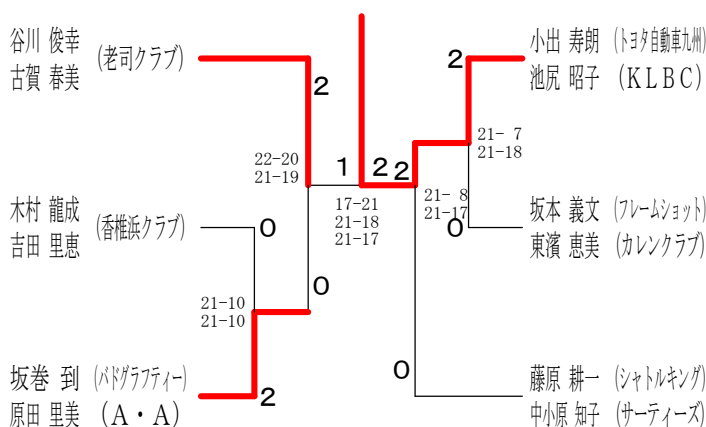 谷川 俊幸 (老司クラブ)
古賀 春美
2
22-20
21-19
木村 龍成 (香椎浜クラブ)
吉田 里恵
0
0
21-10
21-10
坂巻 到 (バドグラフティー)
原田 里美 (A・A)
2
1
2
17-21
21-18
21-17
小出 寿朗 (トヨタ自動車九州)
池尻 昭子 (KLBC)
2
21- 7
21-18
2
21- 8
21-17
坂本 義文 (フレームショット)
東濱 恵美 (カレンクラブ)
0
0
藤原 耕一 (シャトルキング)
中小原 知子 (サーティーズ)